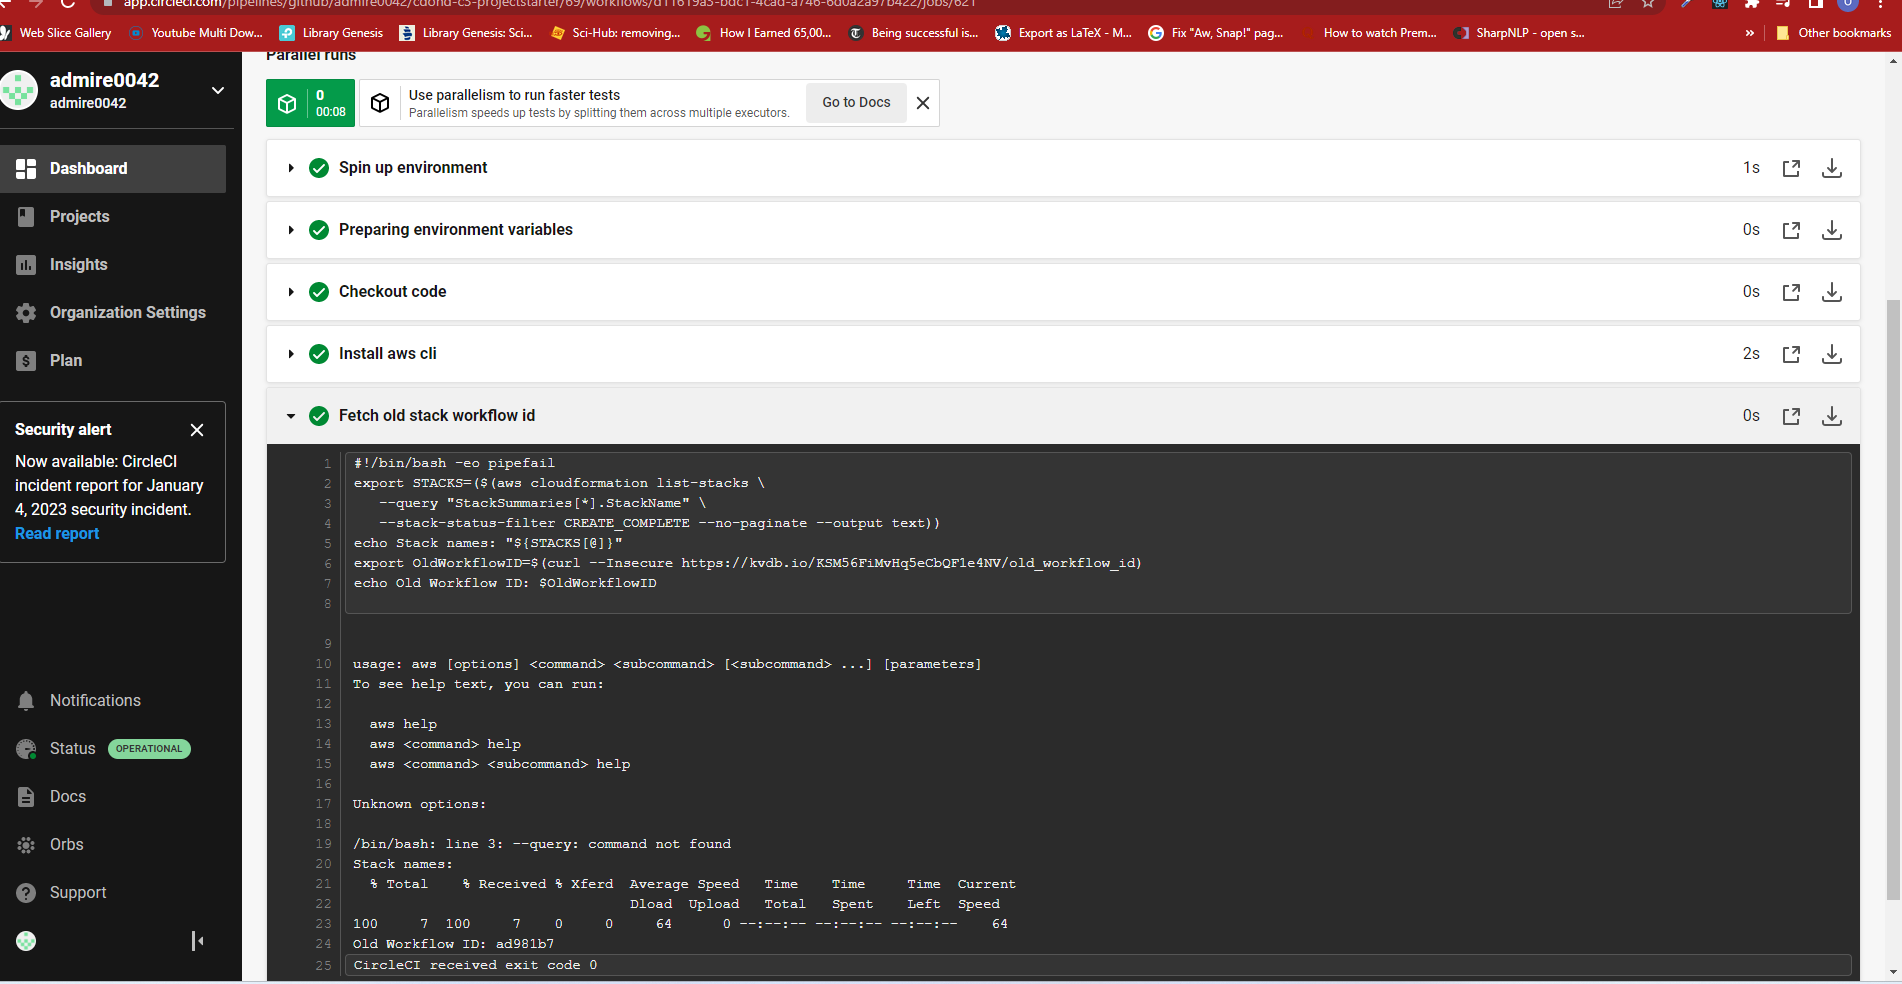 app.circleci.com/pipelines/github/admire0042/cdond-c3-projectstarter/69/workflows/d11619a3-bdc1-4cad-a746-6d0a2a97b422/jobs/621
Web Slice Gallery
Youtube Multi Dow...
Library Genesis
Library Genesis: Sci...
Sci-Hub: removing...
How I Earned 65,00...
Being successful is...
Export as LaTeX - M...
Fix "Aw, Snap!" pag...
How to watch Prem...
SharpNLP - open s...
»
Other bookmarks
admire0042
admire0042
Dashboard
Projects
Insights
Organization Settings
Plan
Security alert
Now available: CircleCI
incident report for January
4, 2023 security incident.
Read report
Notifications
Status OPERATIONAL
Docs
Orbs
Support
Parallel runs
0
00:08
Use parallelism to run faster tests
Parallelism speeds up tests by splitting them across multiple executors.
Go to Docs
Spin up environment 1s
Preparing environment variables 0s
Checkout code 0s
Install aws cli 2s
Fetch old stack workflow id 0s
1 #!/bin/bash -eo pipefail
2 export STACKS=($(aws cloudformation list-stacks \
3 --query "StackSummaries[*].StackName" \
4 --stack-status-filter CREATE_COMPLETE --no-paginate --output text))
5 echo Stack names: "${STACKS[@]}"
6 export OldWorkflowID=$(curl --Insecure https://kvdb.io/KSM56FiMvHq5eCbQF1e4NV/old_workflow_id)
7 echo Old Workflow ID: $OldWorkflowID
8
9
10 usage: aws [options] <command> <subcommand> [<subcommand> ...] [parameters]
11 To see help text, you can run:
12
13 aws help
14 aws <command> help
15 aws <command> <subcommand> help
16
17 Unknown options:
18
19 /bin/bash: line 3: --query: command not found
20 Stack names:
21 % Total % Received % Xferd Average Speed Time Time Time Current
22 Dload Upload Total Spent Left Speed
23 100 7 100 7 0 0 64 0 --:--:-- --:--:-- --:--:-- 64
24 Old Workflow ID: ad981b7
25 CircleCI received exit code 0